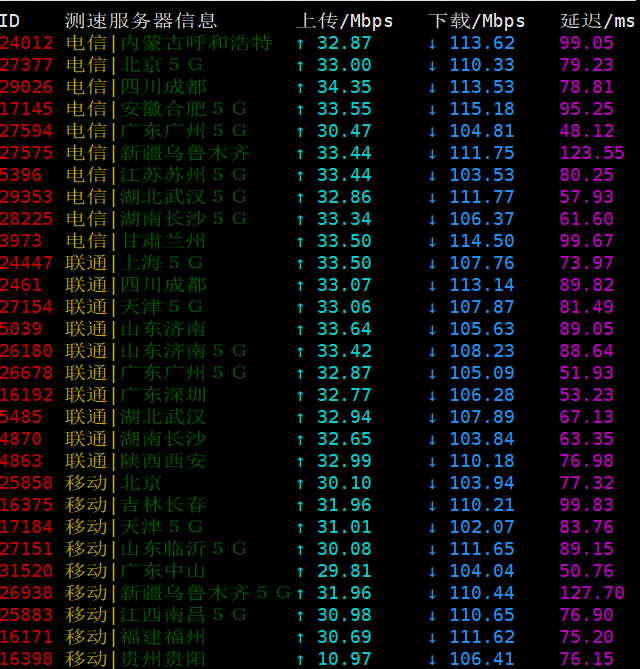 ID 测速服务器信息 上传/Mbps 下载/Mbps 延迟/ms
24012 电信|内蒙古呼和浩特 ↑ 32.87 ↓ 113.62 99.05
27377 电信|北京５Ｇ ↑ 33.00 ↓ 110.33 79.23
29026 电信|四川成都 ↑ 34.35 ↓ 113.53 78.81
17145 电信|安徽合肥５Ｇ ↑ 33.55 ↓ 115.18 95.25
27594 电信|广东广州５Ｇ ↑ 30.47 ↓ 104.81 48.12
27575 电信|新疆乌鲁木齐 ↑ 33.44 ↓ 111.75 123.55
5396 电信|江苏苏州５Ｇ ↑ 33.44 ↓ 103.53 80.25
29353 电信|湖北武汉５Ｇ ↑ 32.86 ↓ 111.77 57.93
28225 电信|湖南长沙５Ｇ ↑ 33.34 ↓ 106.37 61.60
3973 电信|甘肃兰州 ↑ 33.50 ↓ 114.50 99.67
24447 联通|上海５Ｇ ↑ 33.50 ↓ 107.76 73.97
2461 联通|四川成都 ↑ 33.07 ↓ 113.14 89.82
27154 联通|天津５Ｇ ↑ 33.06 ↓ 107.87 81.49
5039 联通|山东济南 ↑ 33.64 ↓ 105.63 89.05
26180 联通|山东济南５Ｇ ↑ 33.42 ↓ 108.23 88.64
26678 联通|广东广州５Ｇ ↑ 32.87 ↓ 105.09 51.93
16192 联通|广东深圳 ↑ 32.77 ↓ 106.28 53.23
5485 联通|湖北武汉 ↑ 32.94 ↓ 107.89 67.13
4870 联通|湖南长沙 ↑ 32.65 ↓ 103.84 63.35
4863 联通|陕西西安 ↑ 32.99 ↓ 110.18 76.98
25858 移动|北京 ↑ 30.10 ↓ 103.94 77.32
16375 移动|吉林长春 ↑ 31.96 ↓ 110.21 99.83
17184 移动|天津５Ｇ ↑ 31.01 ↓ 102.07 83.76
27151 移动|山东临沂５Ｇ ↑ 30.08 ↓ 111.65 89.15
31520 移动|广东中山 ↑ 29.81 ↓ 104.04 50.76
26938 移动|新疆乌鲁木齐５Ｇ ↑ 31.96 ↓ 110.44 127.70
25883 移动|江西南昌５Ｇ ↑ 30.98 ↓ 110.65 76.90
16171 移动|福建福州 ↑ 30.69 ↓ 111.62 75.20
16398 移动|贵州贵阳 ↑ 10.97 ↓ 106.41 76.15